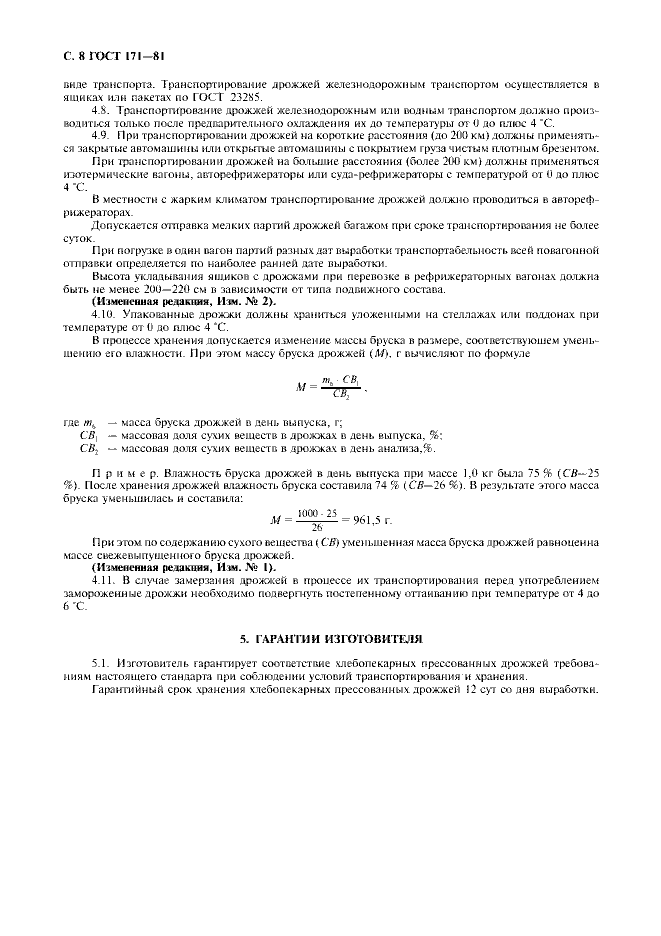 С. 8 ГОСТ 171—81
виде транспорта. Транспортирование дрожжей железнодорожным транспортом осуществляется в
ящиках или пакетах по ГОСТ 23285.
4.8. Транспортирование дрожжей железнодорожным или водным транспортом должно произ-
водиться только после предварительного охлаждения их до температуры от 0 до плюс 4 °С.
4.9. При транспортировании дрожжей на короткие расстояния (до 200 км) должны применять-
ся закрытые автомашины или открытые автомашины с покрытием груза чистым плотным брезентом.
При транспортировании дрожжей на большие расстояния (более 200 км) должны применяться
изотермические вагоны, авторефрижераторы или суда-рефрижераторы с температурой от 0 до плюс
4 °С.
В местности с жарким климатом транспортирование дрожжей должно проводиться в автореф-
рижераторах.
Допускается отправка мелких партий дрожжей багажом при сроке транспортирования не более
суток.
При погрузке в один вагон партий разных дат выработки транспортабельность всей повагонной
отправки определяется по наиболее ранней дате выработки.
Высота укладывания ящиков с дрожжами при перевозке в рефрижераторных вагонах должна
быть не менее 200—220 см в зависимости от типа подвижного состава.
(Измененная редакция, Изм. № 2).
4.10. Упакованные дрожжи должны храниться уложенными на стеллажах или поддонах при
температуре от 0 до плюс 4 °С.
В процессе хранения допускается изменение массы бруска в размере, соответствующем умень-
шению его влажности. При этом массу бруска дрожжей (М), г вычисляют по формуле
M = m₆ · CB₁ / CB₂ ,
где m₆ — масса бруска дрожжей в день выпуска, г;
CB₁ — массовая доля сухих веществ в дрожжах в день выпуска, %;
CB₂ — массовая доля сухих веществ в дрожжах в день анализа,%.
П р и м е р. Влажность бруска дрожжей в день выпуска при массе 1,0 кг была 75 % (СВ—25
%). После хранения дрожжей влажность бруска составила 74 % (СВ—26 %). В результате этого масса
бруска уменьшилась и составила:
M = 1000 · 25 / 26 = 961,5 г.
При этом по содержанию сухого вещества (СВ) уменьшенная масса бруска дрожжей равноценна
массе свежевыпущенного бруска дрожжей.
(Измененная редакция, Изм. № 1).
4.11. В случае замерзания дрожжей в процессе их транспортирования перед употреблением
замороженные дрожжи необходимо подвергнуть постепенному оттаиванию при температуре от 4 до
6 °С.
5. ГАРАНТИИ ИЗГОТОВИТЕЛЯ
5.1. Изготовитель гарантирует соответствие хлебопекарных прессованных дрожжей требова-
ниям настоящего стандарта при соблюдении условий транспортирования и хранения.
Гарантийный срок хранения хлебопекарных прессованных дрожжей 12 сут со дня выработки.